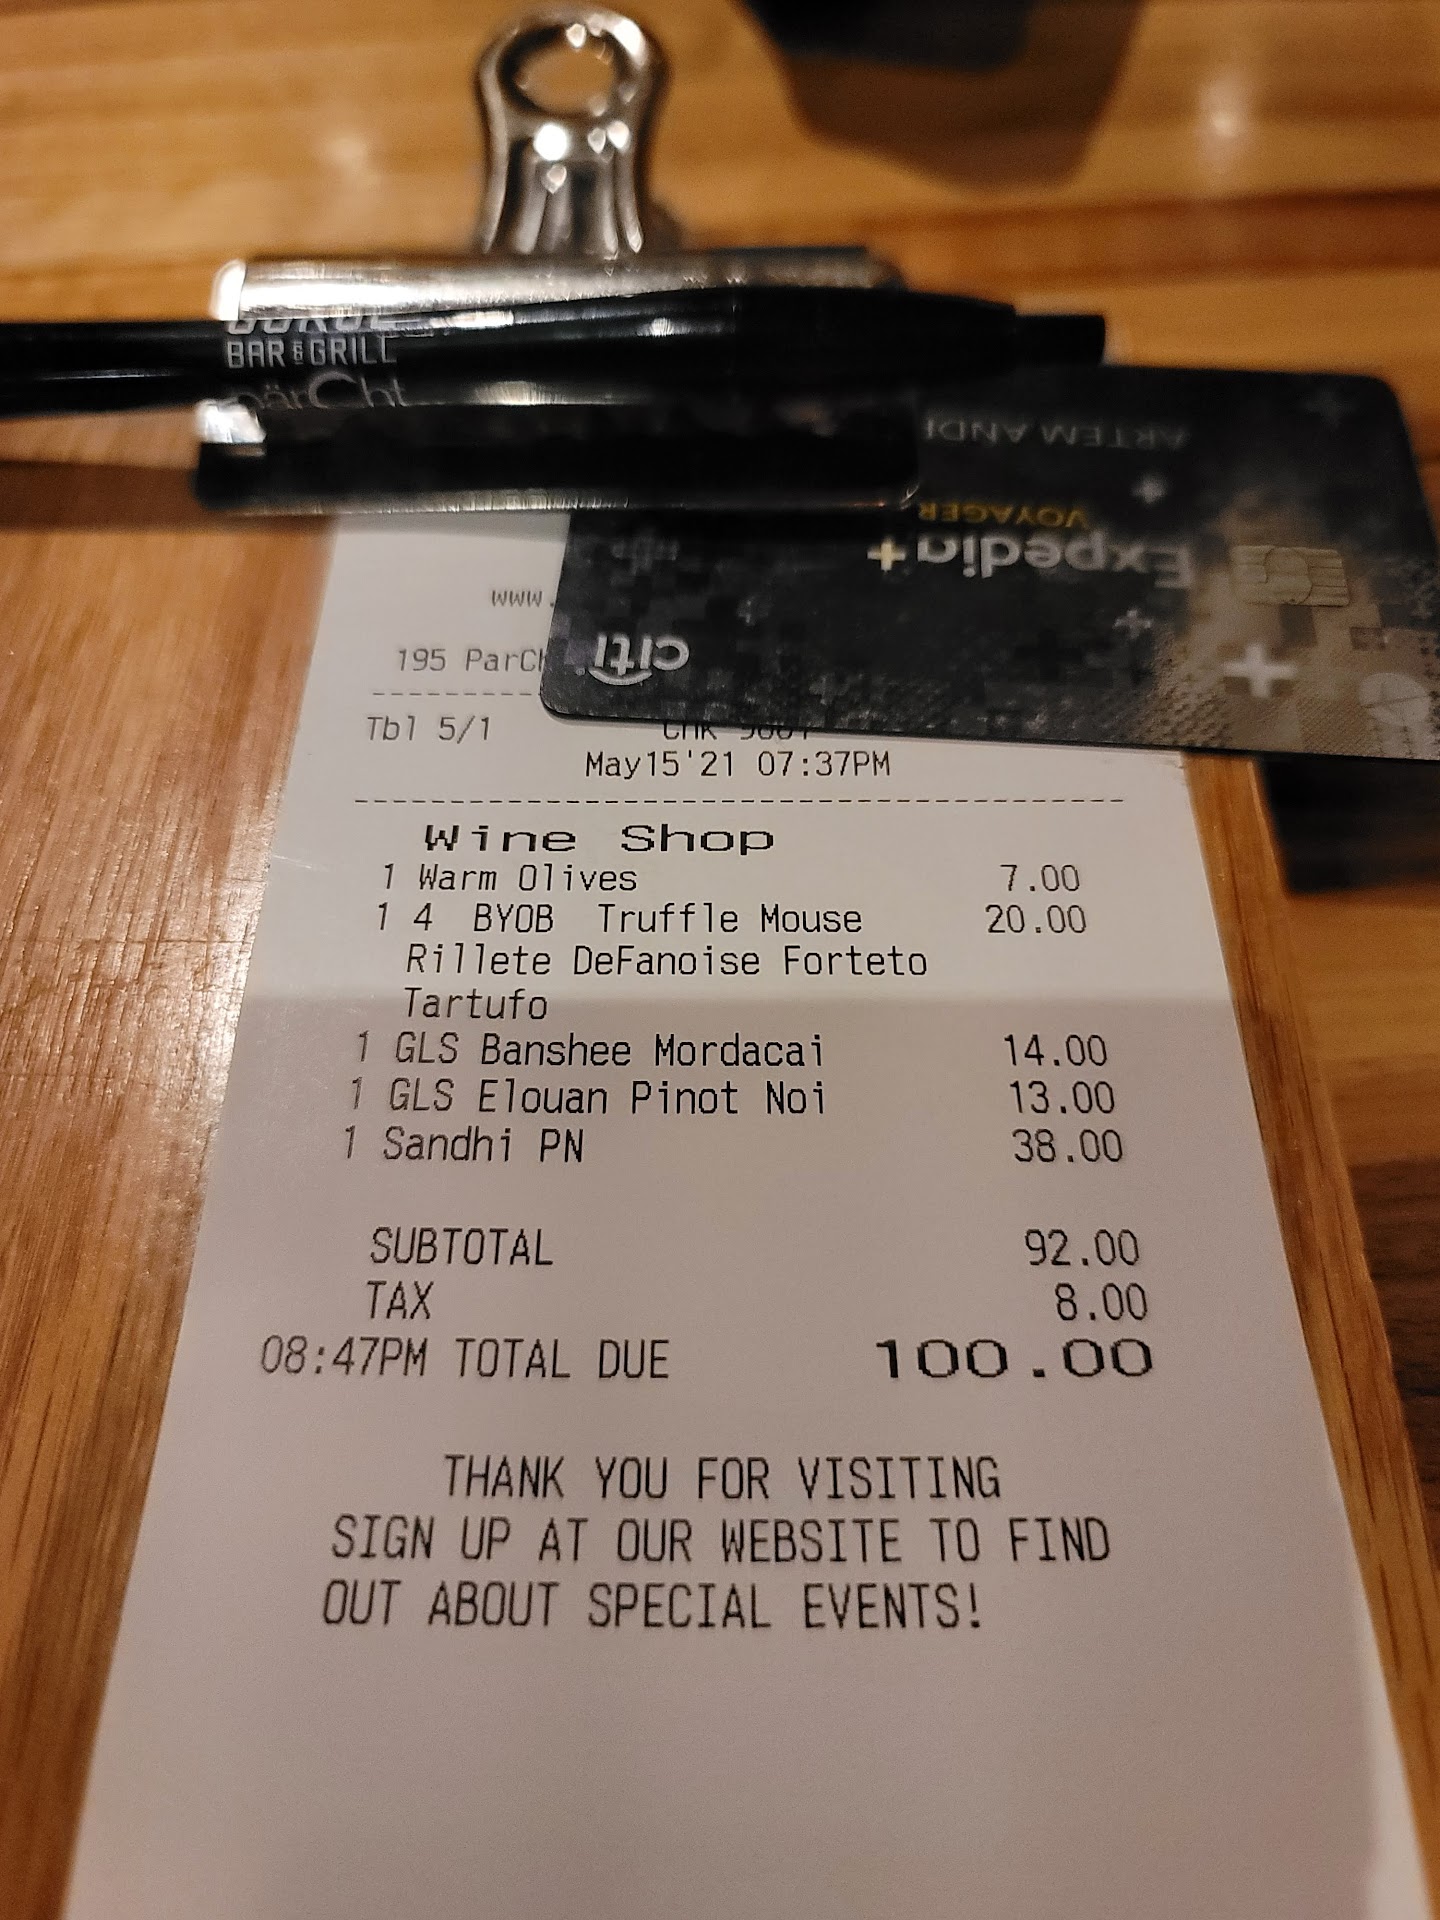 BAR & GRILL
pärCht
ARTEM ANDI
VOYAGER
Expedia+
citi
www.
195 ParCh
Tbl 5/1 Chk
May15'21 07:37PM
Wine Shop
1 Warm Olives 7.00
1 4 BYOB Truffle Mouse 20.00
Rillete DeFanoise Forteto
Tartufo
1 GLS Banshee Mordacai 14.00
1 GLS Elouan Pinot Noi 13.00
1 Sandhi PN 38.00
SUBTOTAL 92.00
TAX 8.00
08:47PM TOTAL DUE 100.00
THANK YOU FOR VISITING
SIGN UP AT OUR WEBSITE TO FIND
OUT ABOUT SPECIAL EVENTS!